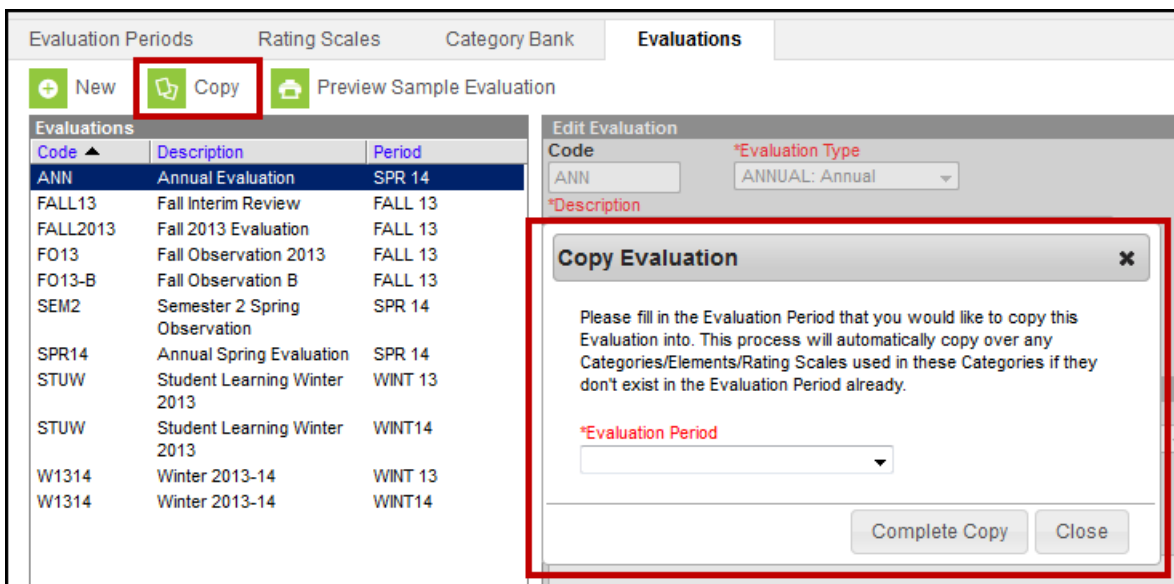 Evaluation Periods Rating Scales Category Bank Evaluations
New Copy Preview Sample Evaluation
Evaluations
Code Description Period
ANN Annual Evaluation SPR 14
FALL13 Fall Interim Review FALL 13
FALL2013 Fall 2013 Evaluation FALL 13
FO13 Fall Observation 2013 FALL 13
FO13-B Fall Observation B FALL 13
SEM2 Semester 2 Spring SPR 14
Observation
SPR14 Annual Spring Evaluation SPR 14
STUW Student Learning Winter WINT 13
2013
STUW Student Learning Winter WINT14
2013
W1314 Winter 2013-14 WINT 13
W1314 Winter 2013-14 WINT14
Edit Evaluation
Code *Evaluation Type
ANN ANNUAL: Annual
*Description
Copy Evaluation
Please fill in the Evaluation Period that you would like to copy this
Evaluation into. This process will automatically copy over any
Categories/Elements/Rating Scales used in these Categories if they
don't exist in the Evaluation Period already.
*Evaluation Period
Complete Copy Close